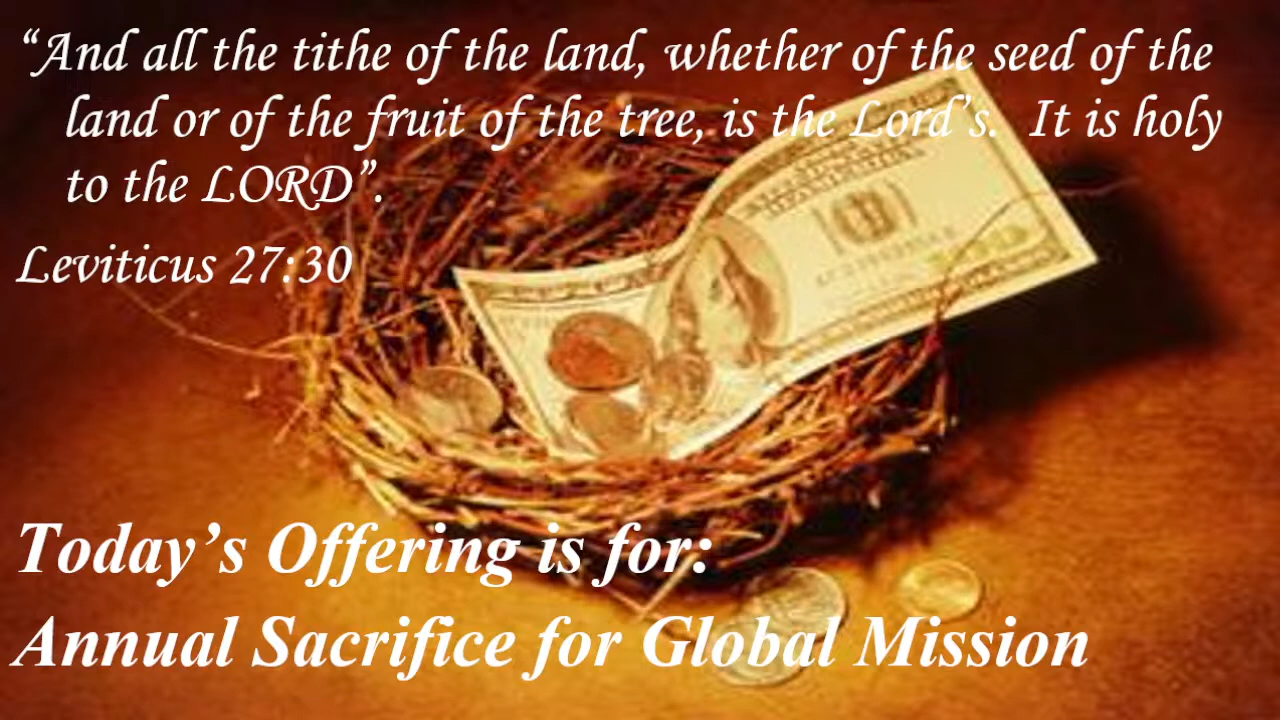 “And all the tithe of the land, whether of the seed of the
land or of the fruit of the tree, is the Lord’s.  It is holy
to the LORD”.
Leviticus 27:30
Today’s Offering is for:
Annual Sacrifice for Global Mission